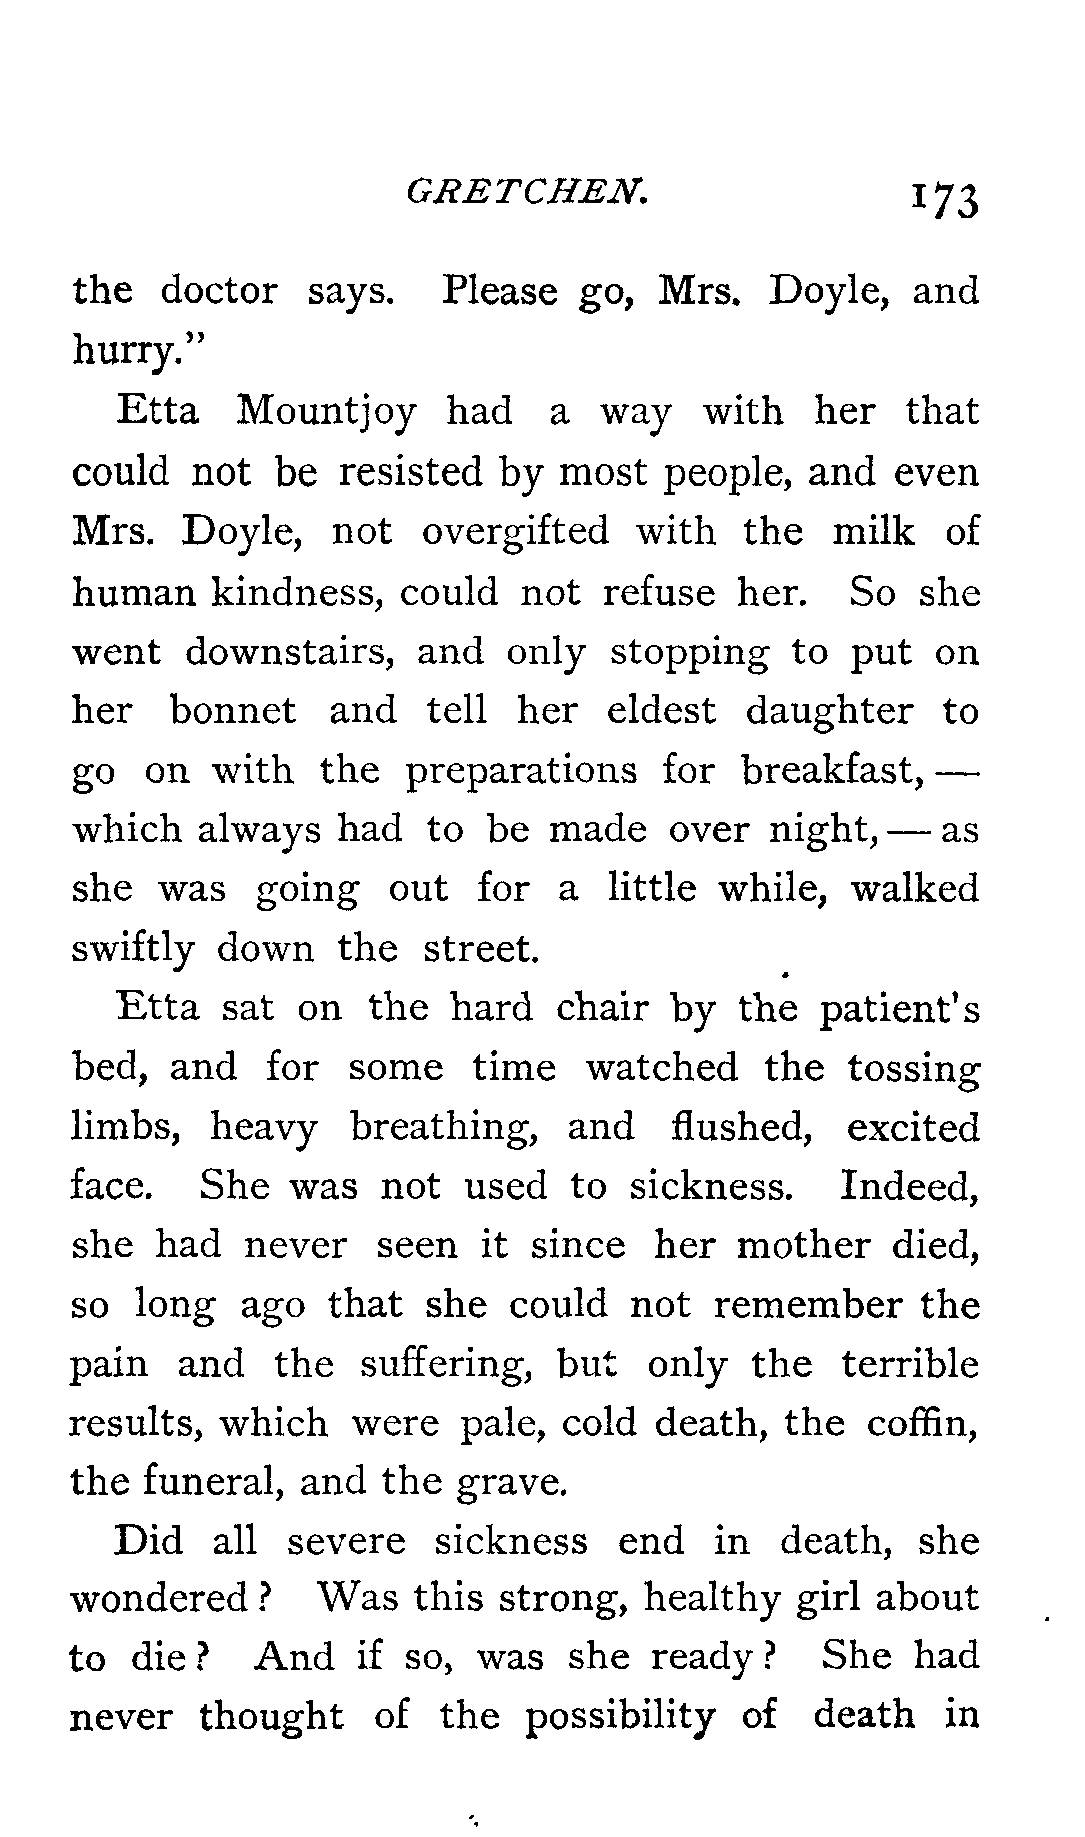 GRETCHEN. 173
the doctor says. Please go, Mrs. Doyle, and
hurry.”
Etta Mountjoy had a way with her that
could not be resisted by most people, and even
Mrs. Doyle, not overgifted with the milk of
human kindness, could not refuse her. So she
went downstairs, and only stopping to put on
her bonnet and tell her eldest daughter to
go on with the preparations for breakfast, —
which always had to be made over night, — as
she was going out for a little while, walked
swiftly down the street.
Etta sat on the hard chair by the patient's
bed, and for some time watched the tossing
limbs, heavy breathing, and flushed, excited
face. She was not used to sickness. Indeed,
she had never seen it since her mother died,
so long ago that she could not remember the
pain and the suffering, but only the terrible
results, which were pale, cold death, the coffin,
the funeral, and the grave.
Did all severe sickness end in death, she
wondered? Was this strong, healthy girl about
to die? And if so, was she ready? She had
never thought of the possibility of death in